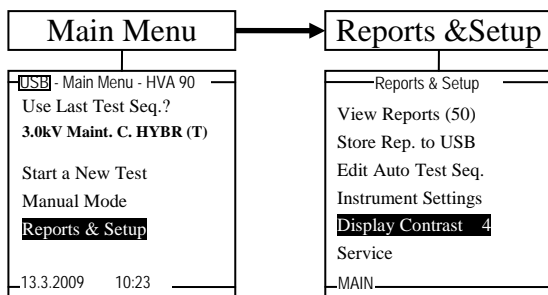 Main Menu
Reports &Setup
USB - Main Menu - HVA 90
Use Last Test Seq.?
3.0kV Maint. C. HYBR (T)
Start a New Test
Manual Mode
Reports & Setup
13.3.2009 10:23
Reports & Setup
View Reports (50)
Store Rep. to USB
Edit Auto Test Seq.
Instrument Settings
Display Contrast 4
Service
MAIN